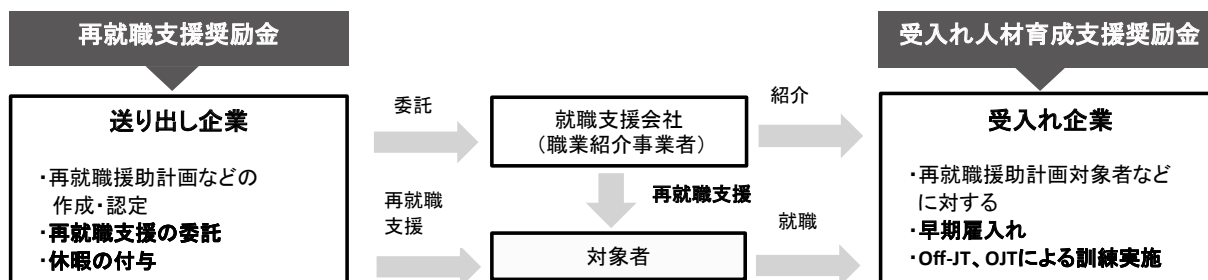 再就職支援奨励金
送り出し企業
・再就職援助計画などの
作成・認定
・再就職支援の委託
・休暇の付与
委託
再就職
支援
就職支援会社
（職業紹介事業者）
再就職支援
対象者
紹介
就職
受入れ人材育成支援奨励金
受入れ企業
・再就職援助計画対象者など
に対する
・早期雇入れ
・Off-JT、OJTによる訓練実施